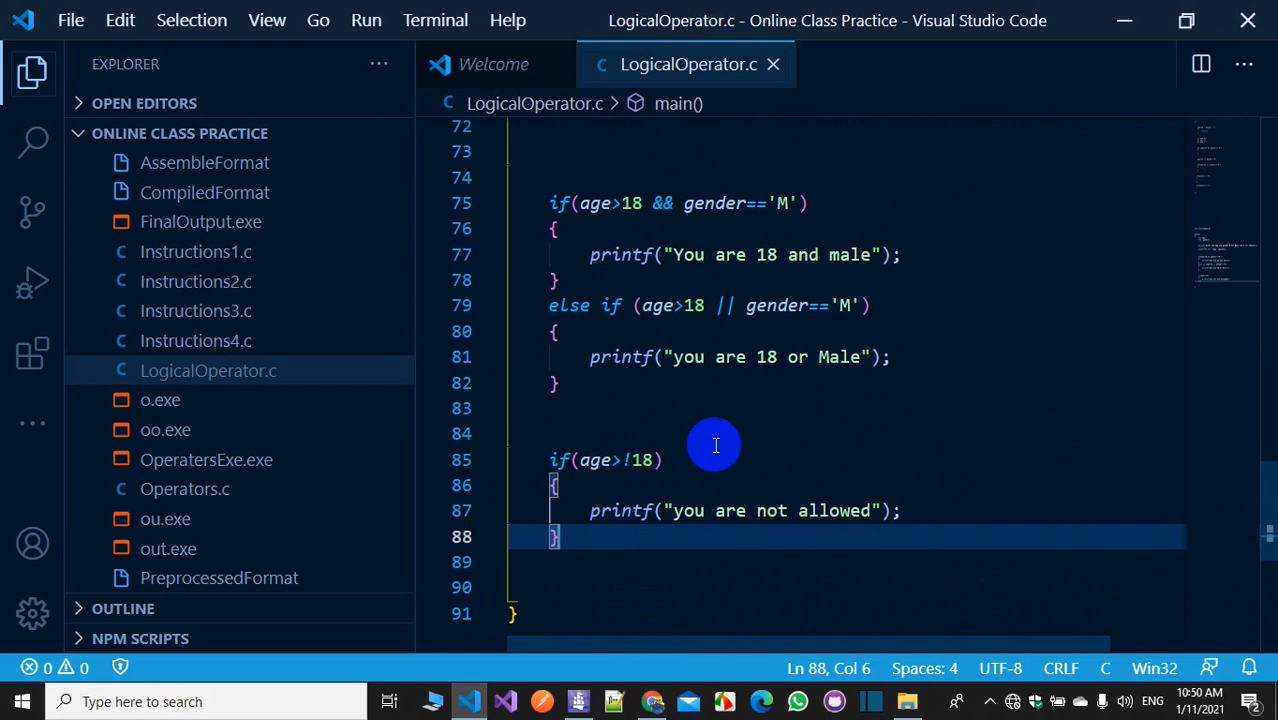 File Edit Selection View Go Run Terminal Help LogicalOperator.c - Online Class Practice - Visual Studio Code
EXPLORER
OPEN EDITORS
ONLINE CLASS PRACTICE
AssembleFormat
CompiledFormat
FinalOutput.exe
C Instructions1.c
C Instructions2.c
C Instructions3.c
C Instructions4.c
C LogicalOperator.c
o.exe
oo.exe
OperatersExe.exe
C Operators.c
ou.exe
out.exe
PreprocessedFormat
OUTLINE
NPM SCRIPTS
Welcome C LogicalOperator.c
C LogicalOperator.c > main()
72
73
74
75 if(age>18 && gender=='M')
76 {
77 printf("You are 18 and male");
78 }
79 else if (age>18 || gender=='M')
80 {
81 printf("you are 18 or Male");
82 }
83
84
85 if(age>!18)
86 {
87 printf("you are not allowed");
88 }
89
90
91 }
0 0 Ln 88, Col 6 Spaces: 4 UTF-8 CRLF C Win32
Type here to search ENG 10:50 AM 1/11/2021 2